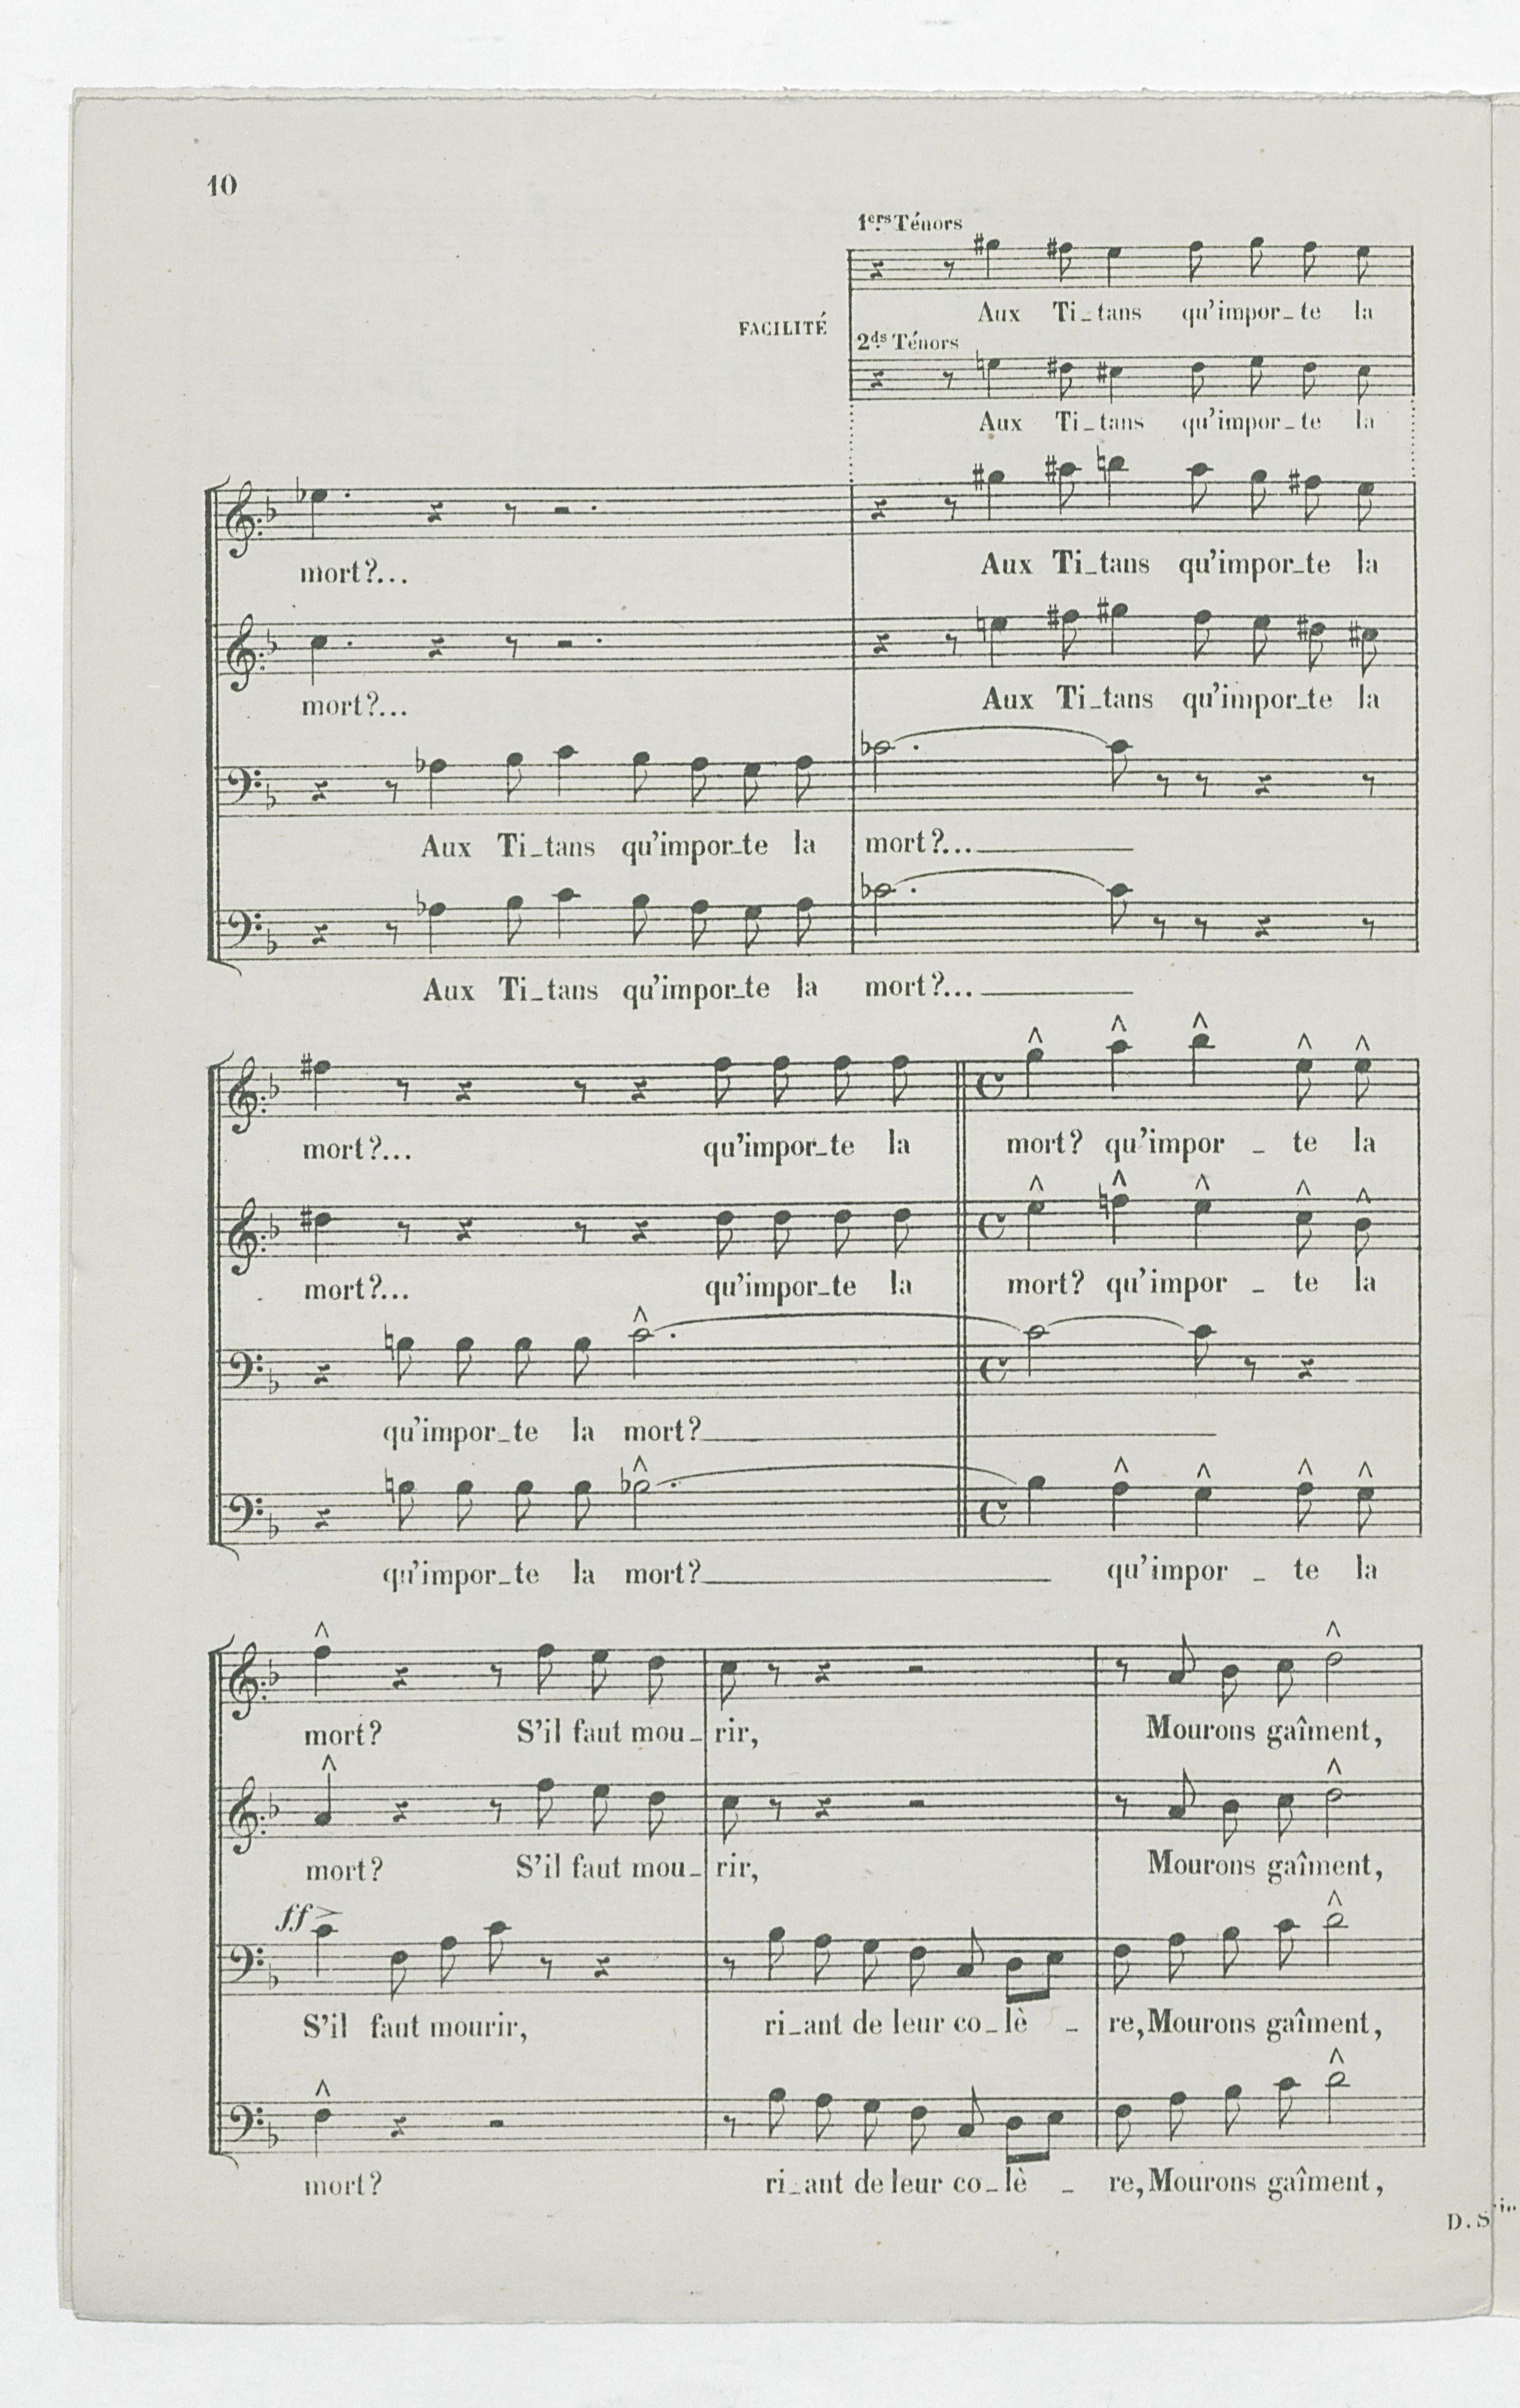 10
1ers Ténors
Aux Ti_tans qu'impor_te la
FACILITÉ
2ds Ténors
Aux Ti_tans qu'impor_te la
mort?... Aux Ti_tans qu'impor_te la
mort?... Aux Ti_tans qu'impor_te la
Aux Ti_tans qu'impor_te la mort?...
Aux Ti_tans qu'impor_te la mort?...
mort?... qu'impor_te la mort? qu'impor _ te la
mort?... qu'impor_te la mort? qu'impor _ te la
qu'impor_te la mort?
qu'impor_te la mort? qu'impor _ te la
mort? S'il faut mou_rir, Mourons gaîment,
mort? S'il faut mou_rir, Mourons gaîment,
ff
S'il faut mourir, ri_ant de leur co_lè _ re, Mourons gaîment,
mort? ri_ant de leur co_lè _ re, Mourons gaîment,
D. S